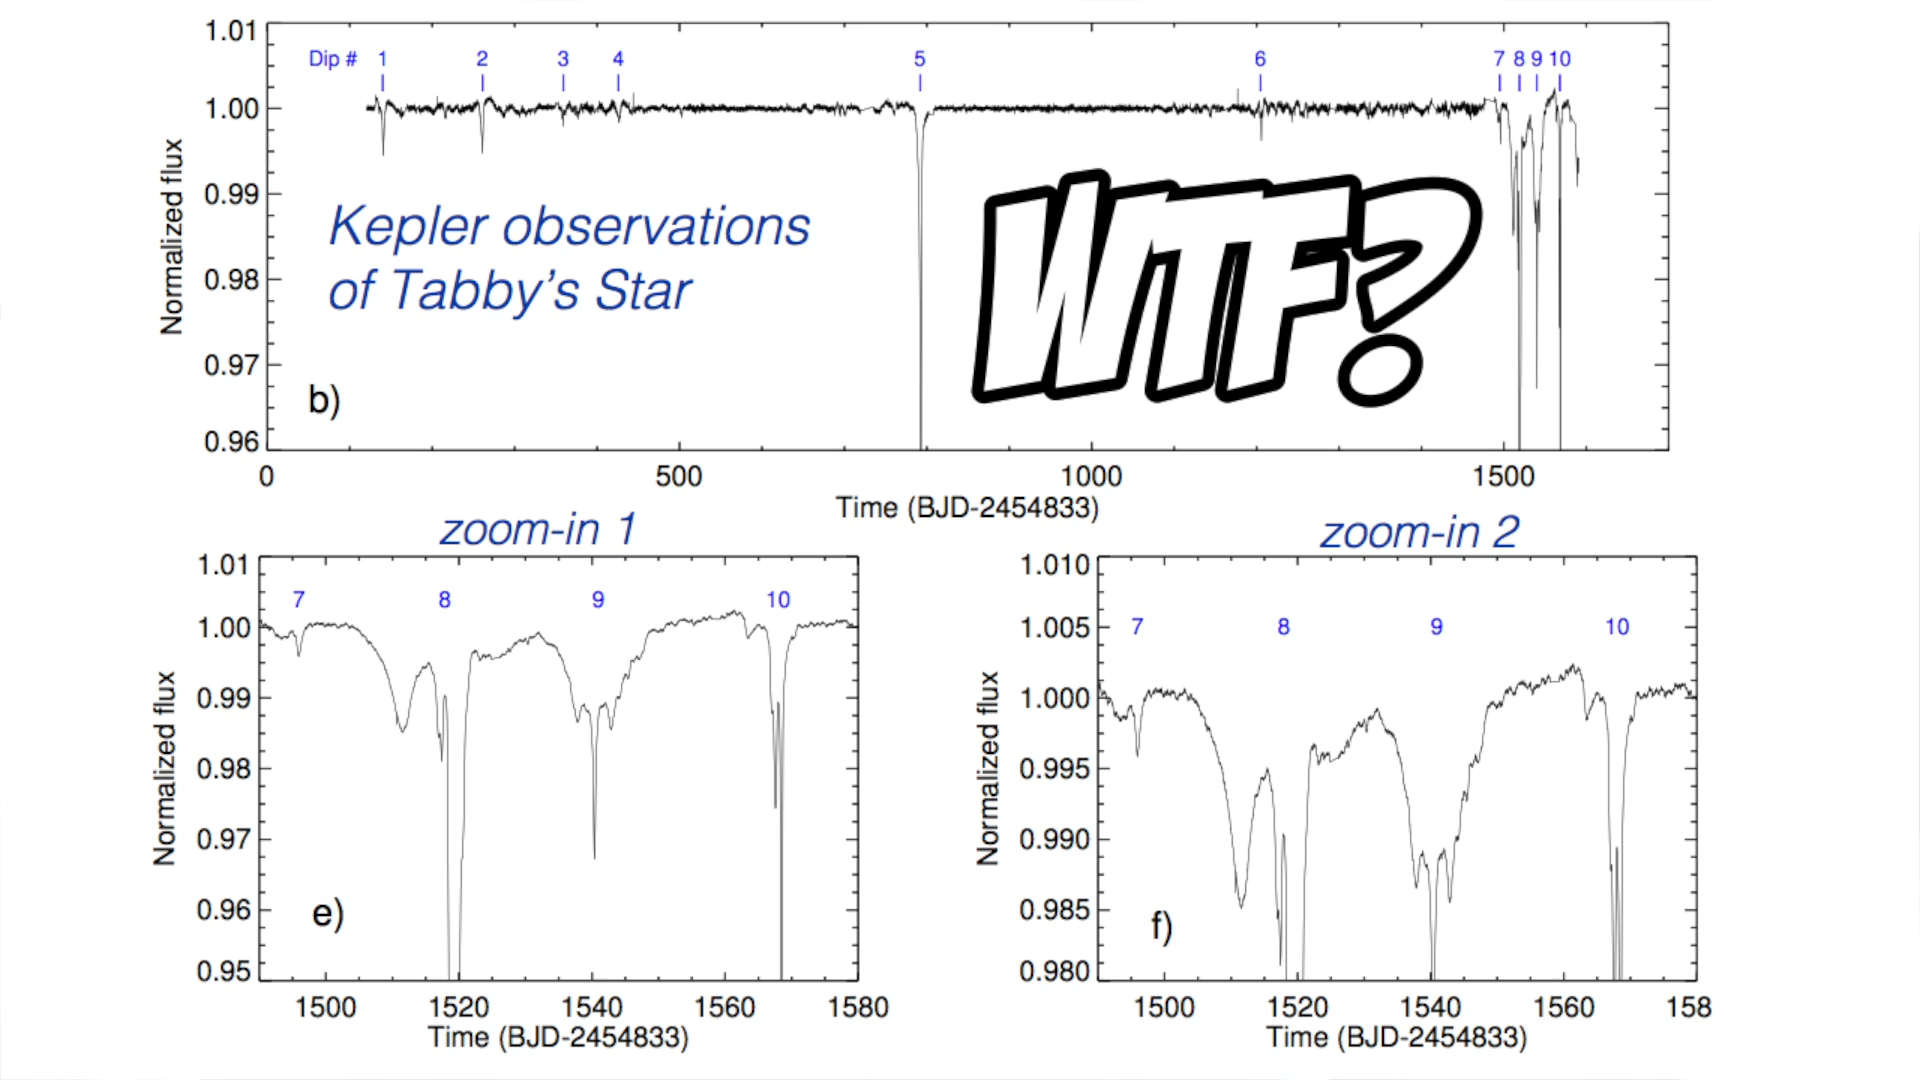 1.01
Dip # 1 2 3 4 5 6 7 8 9 10
1.00
0.99
0.98
0.97
0.96
Normalized flux
Kepler observations
of Tabby's Star
WTF?
b)
0 500 1000 1500
Time (BJD-2454833)
zoom-in 1
1.01
7 8 9 10
1.00
0.99
0.98
0.97
0.96
0.95
Normalized flux
e)
1500 1520 1540 1560 1580
Time (BJD-2454833)
zoom-in 2
1.010
1.005
7 8 9 10
1.000
0.995
0.990
0.985
0.980
Normalized flux
f)
1500 1520 1540 1560 158
Time (BJD-2454833)